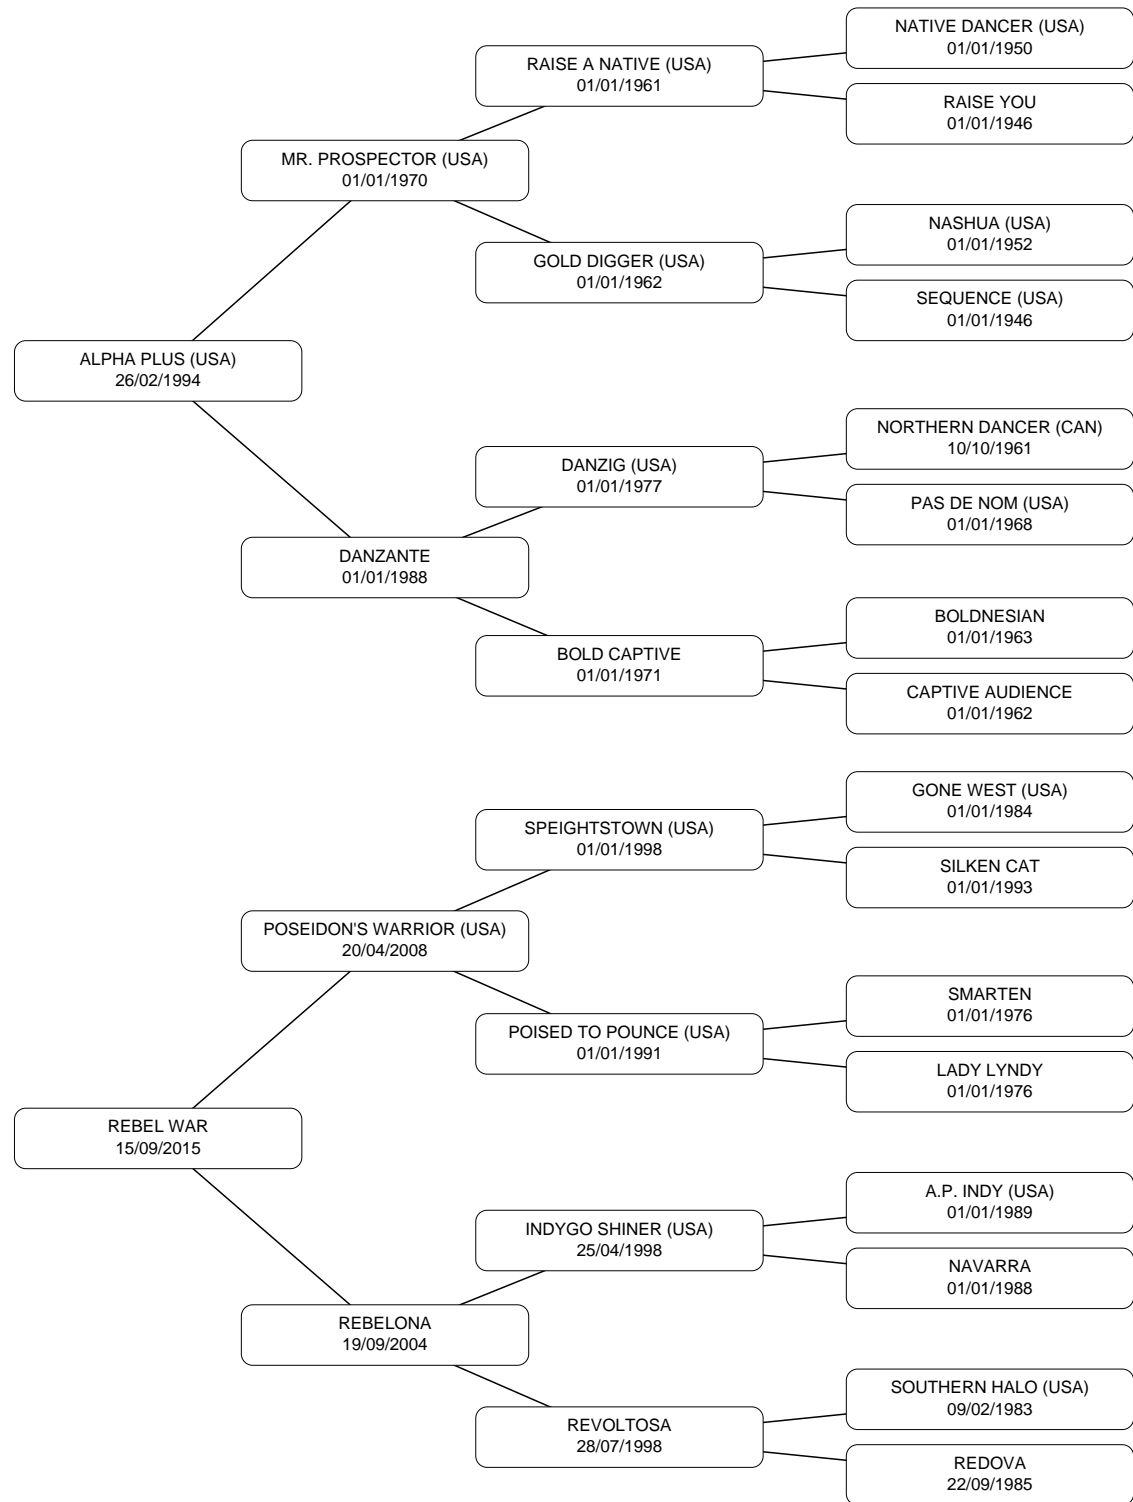 NATIVE DANCER (USA)
01/01/1950
RAISE A NATIVE (USA)
01/01/1961
RAISE YOU
01/01/1946
MR. PROSPECTOR (USA)
01/01/1970
NASHUA (USA)
01/01/1952
GOLD DIGGER (USA)
01/01/1962
SEQUENCE (USA)
01/01/1946
ALPHA PLUS (USA)
26/02/1994
NORTHERN DANCER (CAN)
10/10/1961
DANZIG (USA)
01/01/1977
PAS DE NOM (USA)
01/01/1968
DANZANTE
01/01/1988
BOLDNESIAN
01/01/1963
BOLD CAPTIVE
01/01/1971
CAPTIVE AUDIENCE
01/01/1962
GONE WEST (USA)
01/01/1984
SPEIGHTSTOWN (USA)
01/01/1998
SILKEN CAT
01/01/1993
POSEIDON'S WARRIOR (USA)
20/04/2008
SMARTEN
01/01/1976
POISED TO POUNCE (USA)
01/01/1991
LADY LYNDY
01/01/1976
REBEL WAR
15/09/2015
A.P. INDY (USA)
01/01/1989
INDYGO SHINER (USA)
25/04/1998
NAVARRA
01/01/1988
REBELONA
19/09/2004
SOUTHERN HALO (USA)
09/02/1983
REVOLTOSA
28/07/1998
REDOVA
22/09/1985